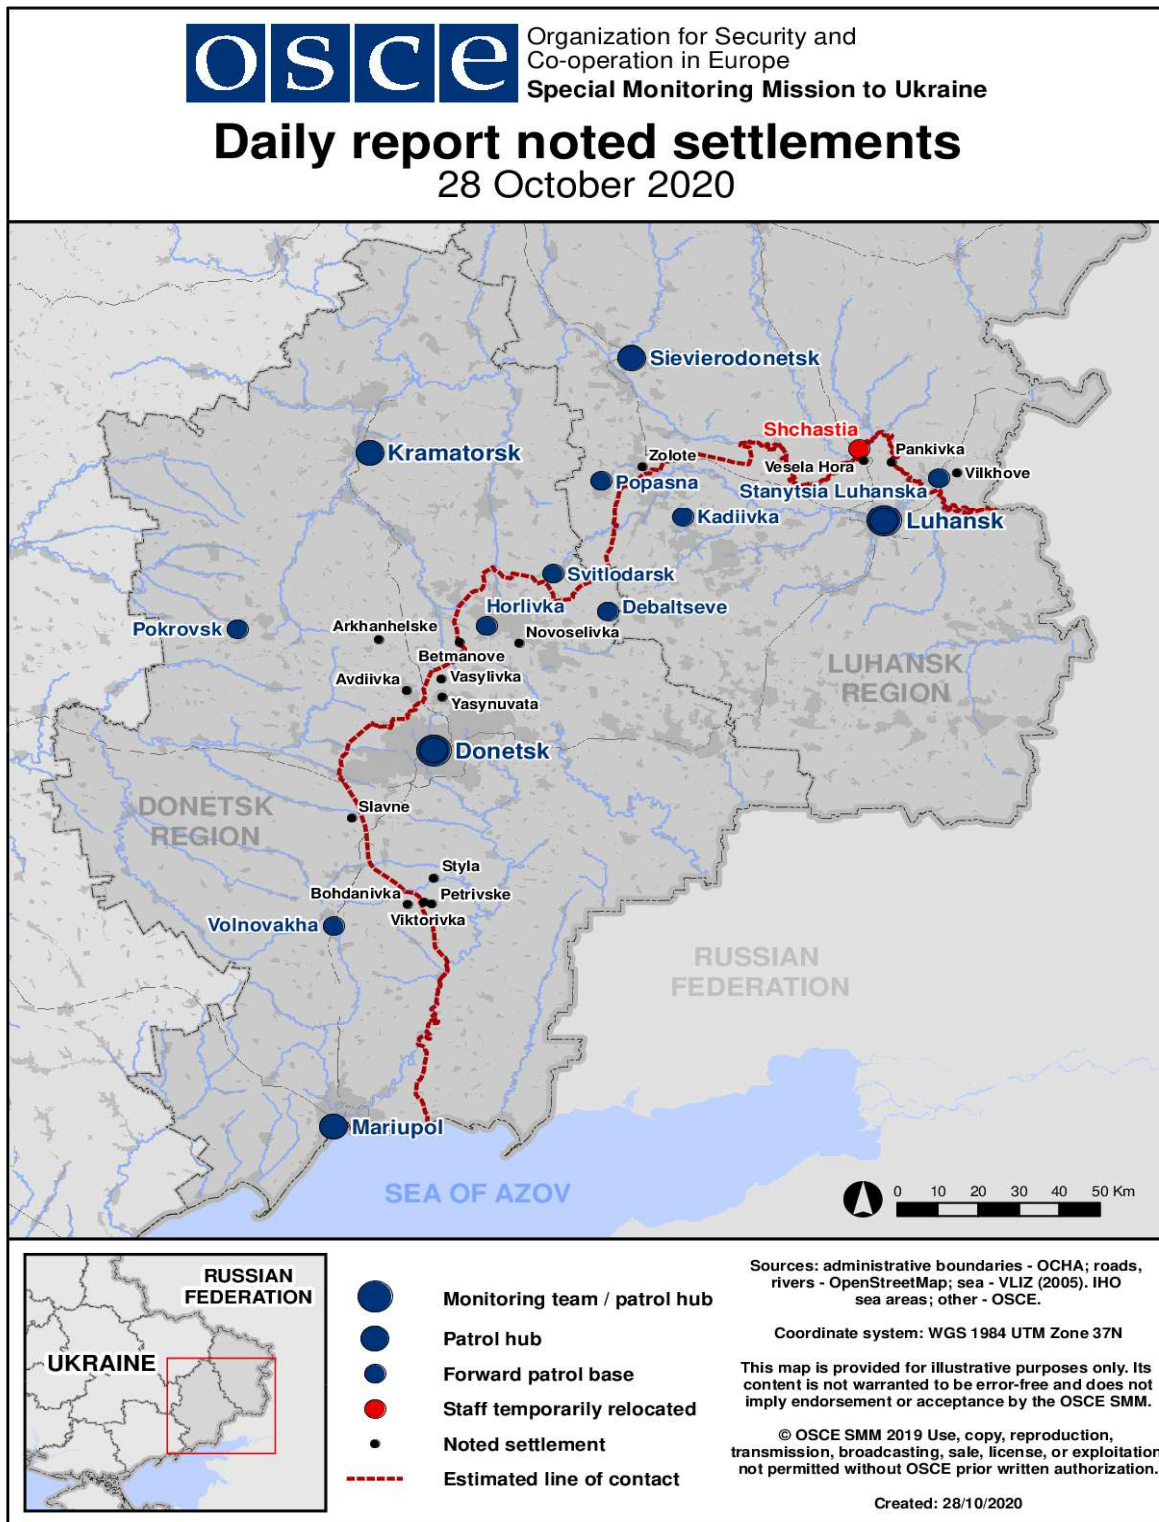 osce
Organization for Security and
Co-operation in Europe
Special Monitoring Mission to Ukraine
Daily report noted settlements
28 October 2020
Sievierodonetsk
Shchastia
Kramatorsk
Zolote
Vesela Hora
Pankivka
Vilkhove
Popasna
Stanytsia Luhanska
Kadiivka
Luhansk
Svitlodarsk
Horlivka
Debaltseve
Pokrovsk
Arkhanhelske
Novoselivka
Betmanove
LUHANSK
REGION
Avdiivka
Vasylivka
Yasynuvata
Donetsk
DONETSK
REGION
Slavne
Styla
Bohdanivka
Petrivske
Viktorivka
Volnovakha
RUSSIAN
FEDERATION
Mariupol
SEA OF AZOV
0 10 20 30 40 50 Km
RUSSIAN
FEDERATION
UKRAINE
Monitoring team / patrol hub
Patrol hub
Forward patrol base
Staff temporarily relocated
Noted settlement
Estimated line of contact
Sources: administrative boundaries - OCHA; roads,
rivers - OpenStreetMap; sea - VLIZ (2005). IHO
sea areas; other - OSCE.
Coordinate system: WGS 1984 UTM Zone 37N
This map is provided for illustrative purposes only. Its
content is not warranted to be error-free and does not
imply endorsement or acceptance by the OSCE SMM.
© OSCE SMM 2019 Use, copy, reproduction,
transmission, broadcasting, sale, license, or exploitation
not permitted without OSCE prior written authorization.
Created: 28/10/2020